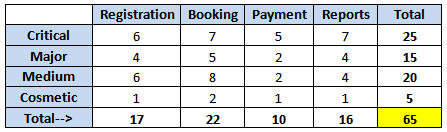 Registration Booking Payment Reports Total
Critical 6 7 5 7 25
Major 4 5 2 4 15
Medium 6 8 2 4 20
Cosmetic 1 2 1 1 5
Total--> 17 22 10 16 65